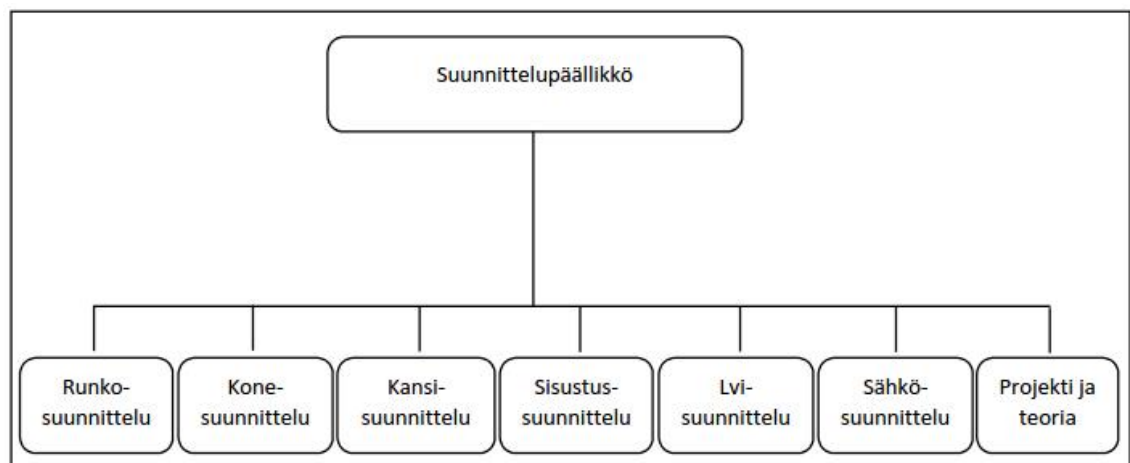 Suunnittelupäällikkö
Runko-
suunnittelu
Kone-
suunnittelu
Kansi-
suunnittelu
Sisustus-
suunnittelu
Lvi-
suunnittelu
Sähkö-
suunnittelu
Projekti ja
teoria